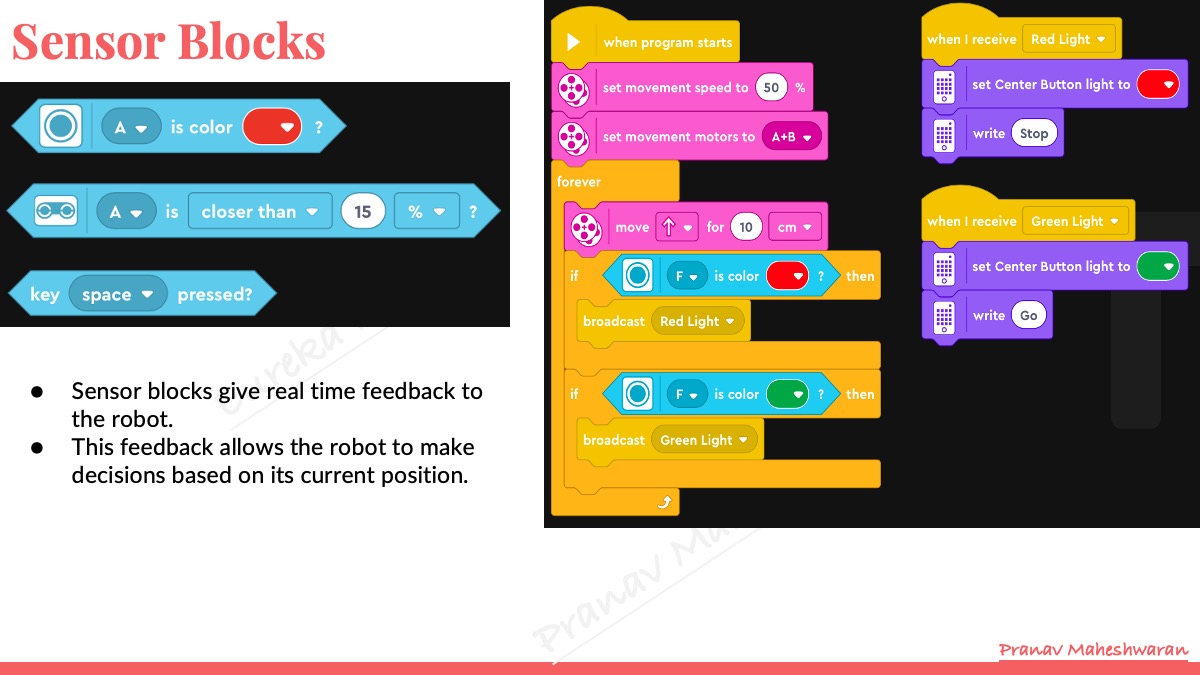 Sensor Blocks
A is color ?
A is closer than 15 % ?
key space pressed?
Sensor blocks give real time feedback to
the robot.
This feedback allows the robot to make
decisions based on its current position.
when program starts
set movement speed to 50 %
set movement motors to A+B
forever
move for 10 cm
if F is color ? then
broadcast Red Light
if F is color ? then
broadcast Green Light
when I receive Red Light
set Center Button light to
write Stop
when I receive Green Light
set Center Button light to
write Go
Pranav Maheshwaran